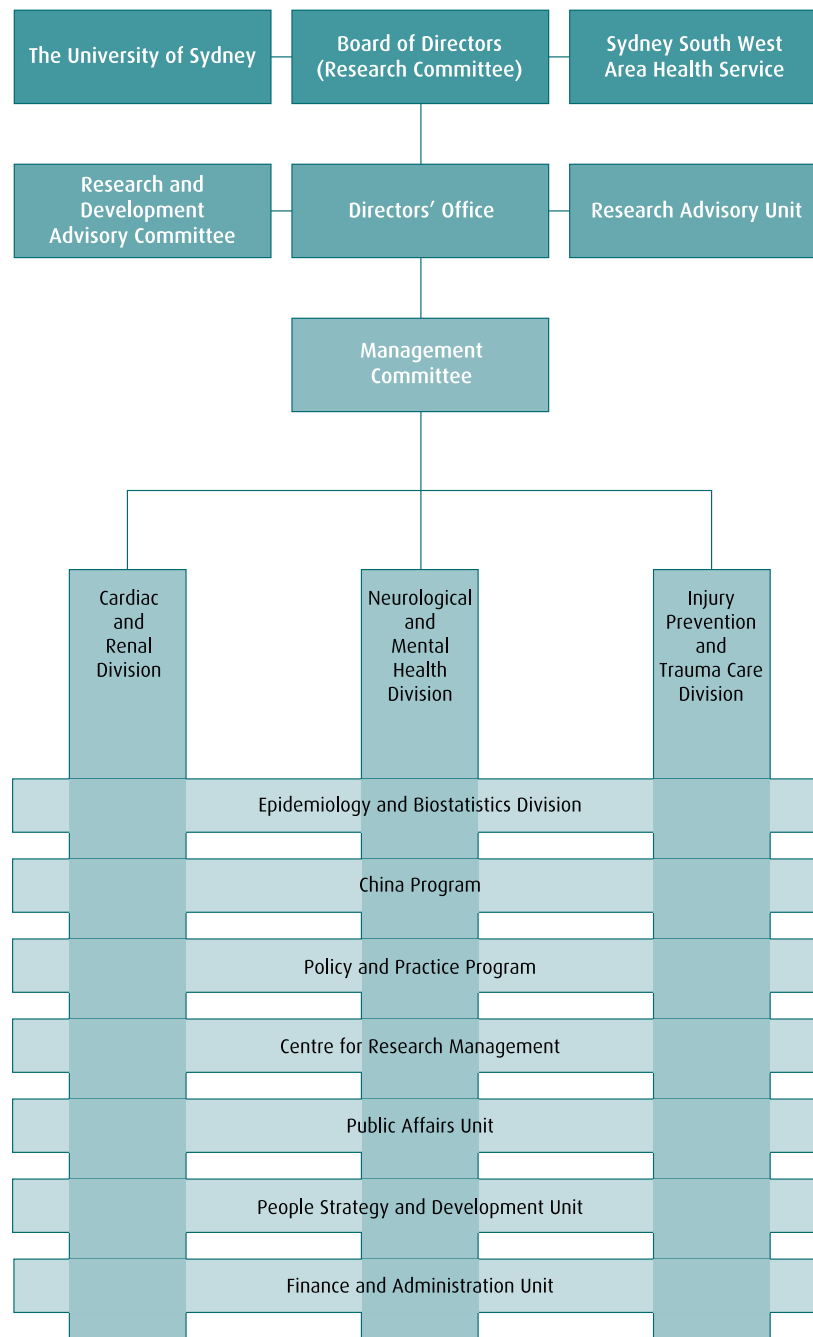 The University of Sydney
Board of Directors
(Research Committee)
Sydney South West
Area Health Service
Research and
Development
Advisory Committee
Directors’ Office
Research Advisory Unit
Management
Committee
Cardiac
and
Renal
Division
Neurological
and
Mental
Health
Division
Injury
Prevention
and
Trauma Care
Division
Epidemiology and Biostatistics Division
China Program
Policy and Practice Program
Centre for Research Management
Public Affairs Unit
People Strategy and Development Unit
Finance and Administration Unit